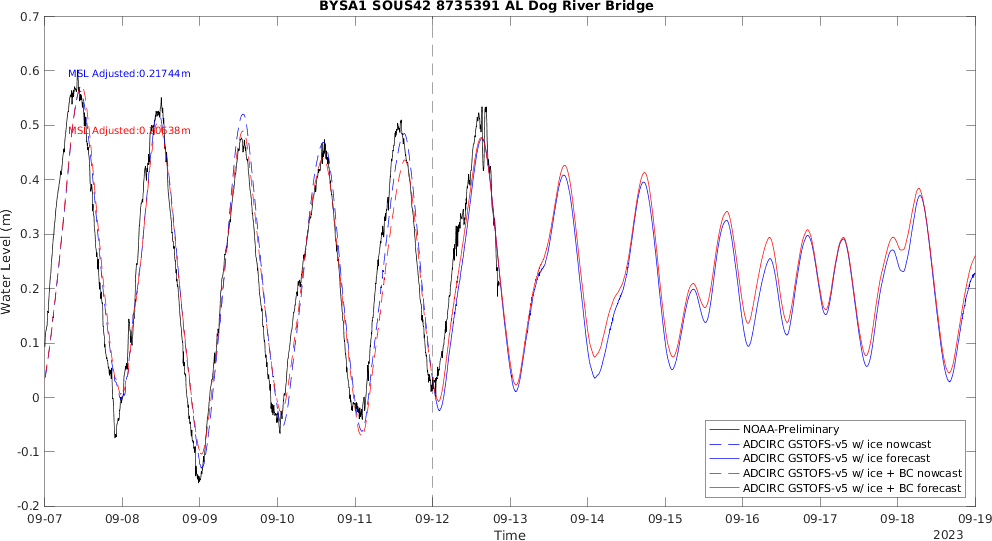 BYSA1 SOUS42 8735391 AL Dog River Bridge
Water Level (m)
0.7
0.6
0.5
0.4
0.3
0.2
0.1
0
-0.1
-0.2
MSL Adjusted:0.21744m
MSL Adjusted:
NOAA-Preliminary
ADCIRC GSTOFS-v5 w/ ice nowcast
ADCIRC GSTOFS-v5 w/ ice forecast
ADCIRC GSTOFS-v5 w/ ice + BC nowcast
ADCIRC GSTOFS-v5 w/ ice + BC forecast
09-07 09-08 09-09 09-10 09-11 09-12 09-13 09-14 09-15 09-16 09-17 09-18 09-19
Time
2023